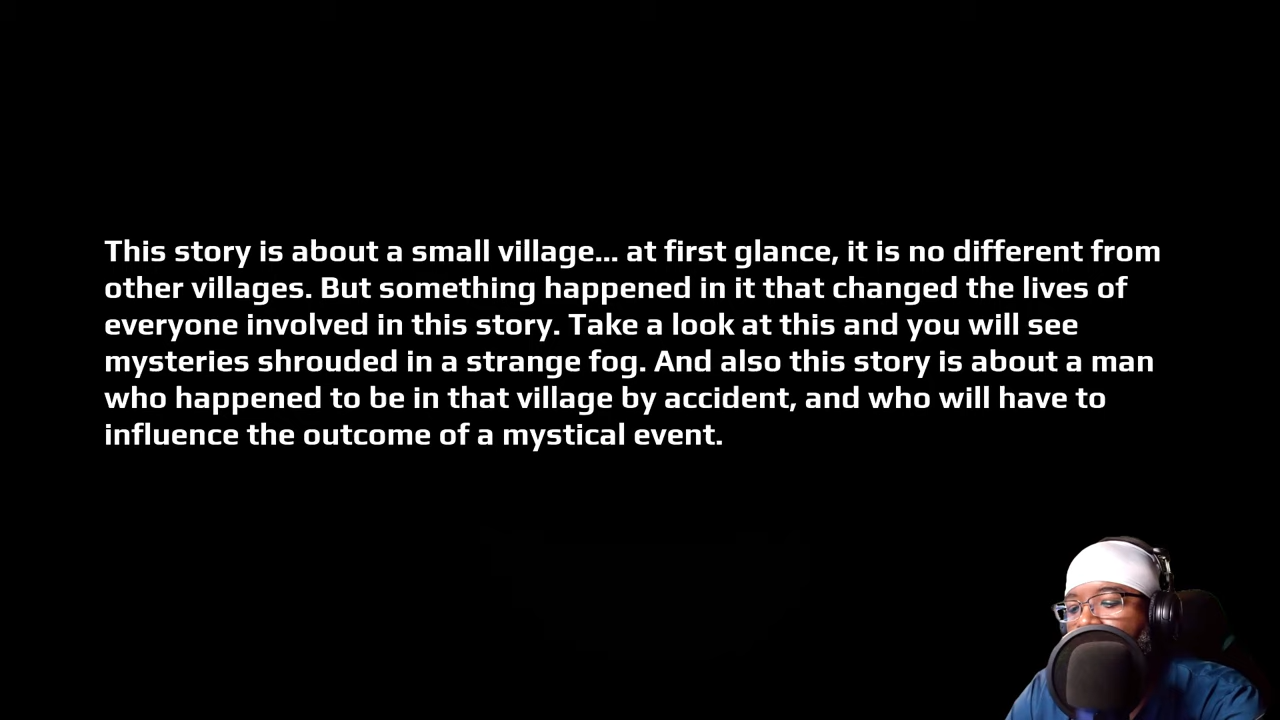 This story is about a small village... at first glance, it is no different from
other villages. But something happened in it that changed the lives of
everyone involved in this story. Take a look at this and you will see
mysteries shrouded in a strange fog. And also this story is about a man
who happened to be in that village by accident, and who will have to
influence the outcome of a mystical event.